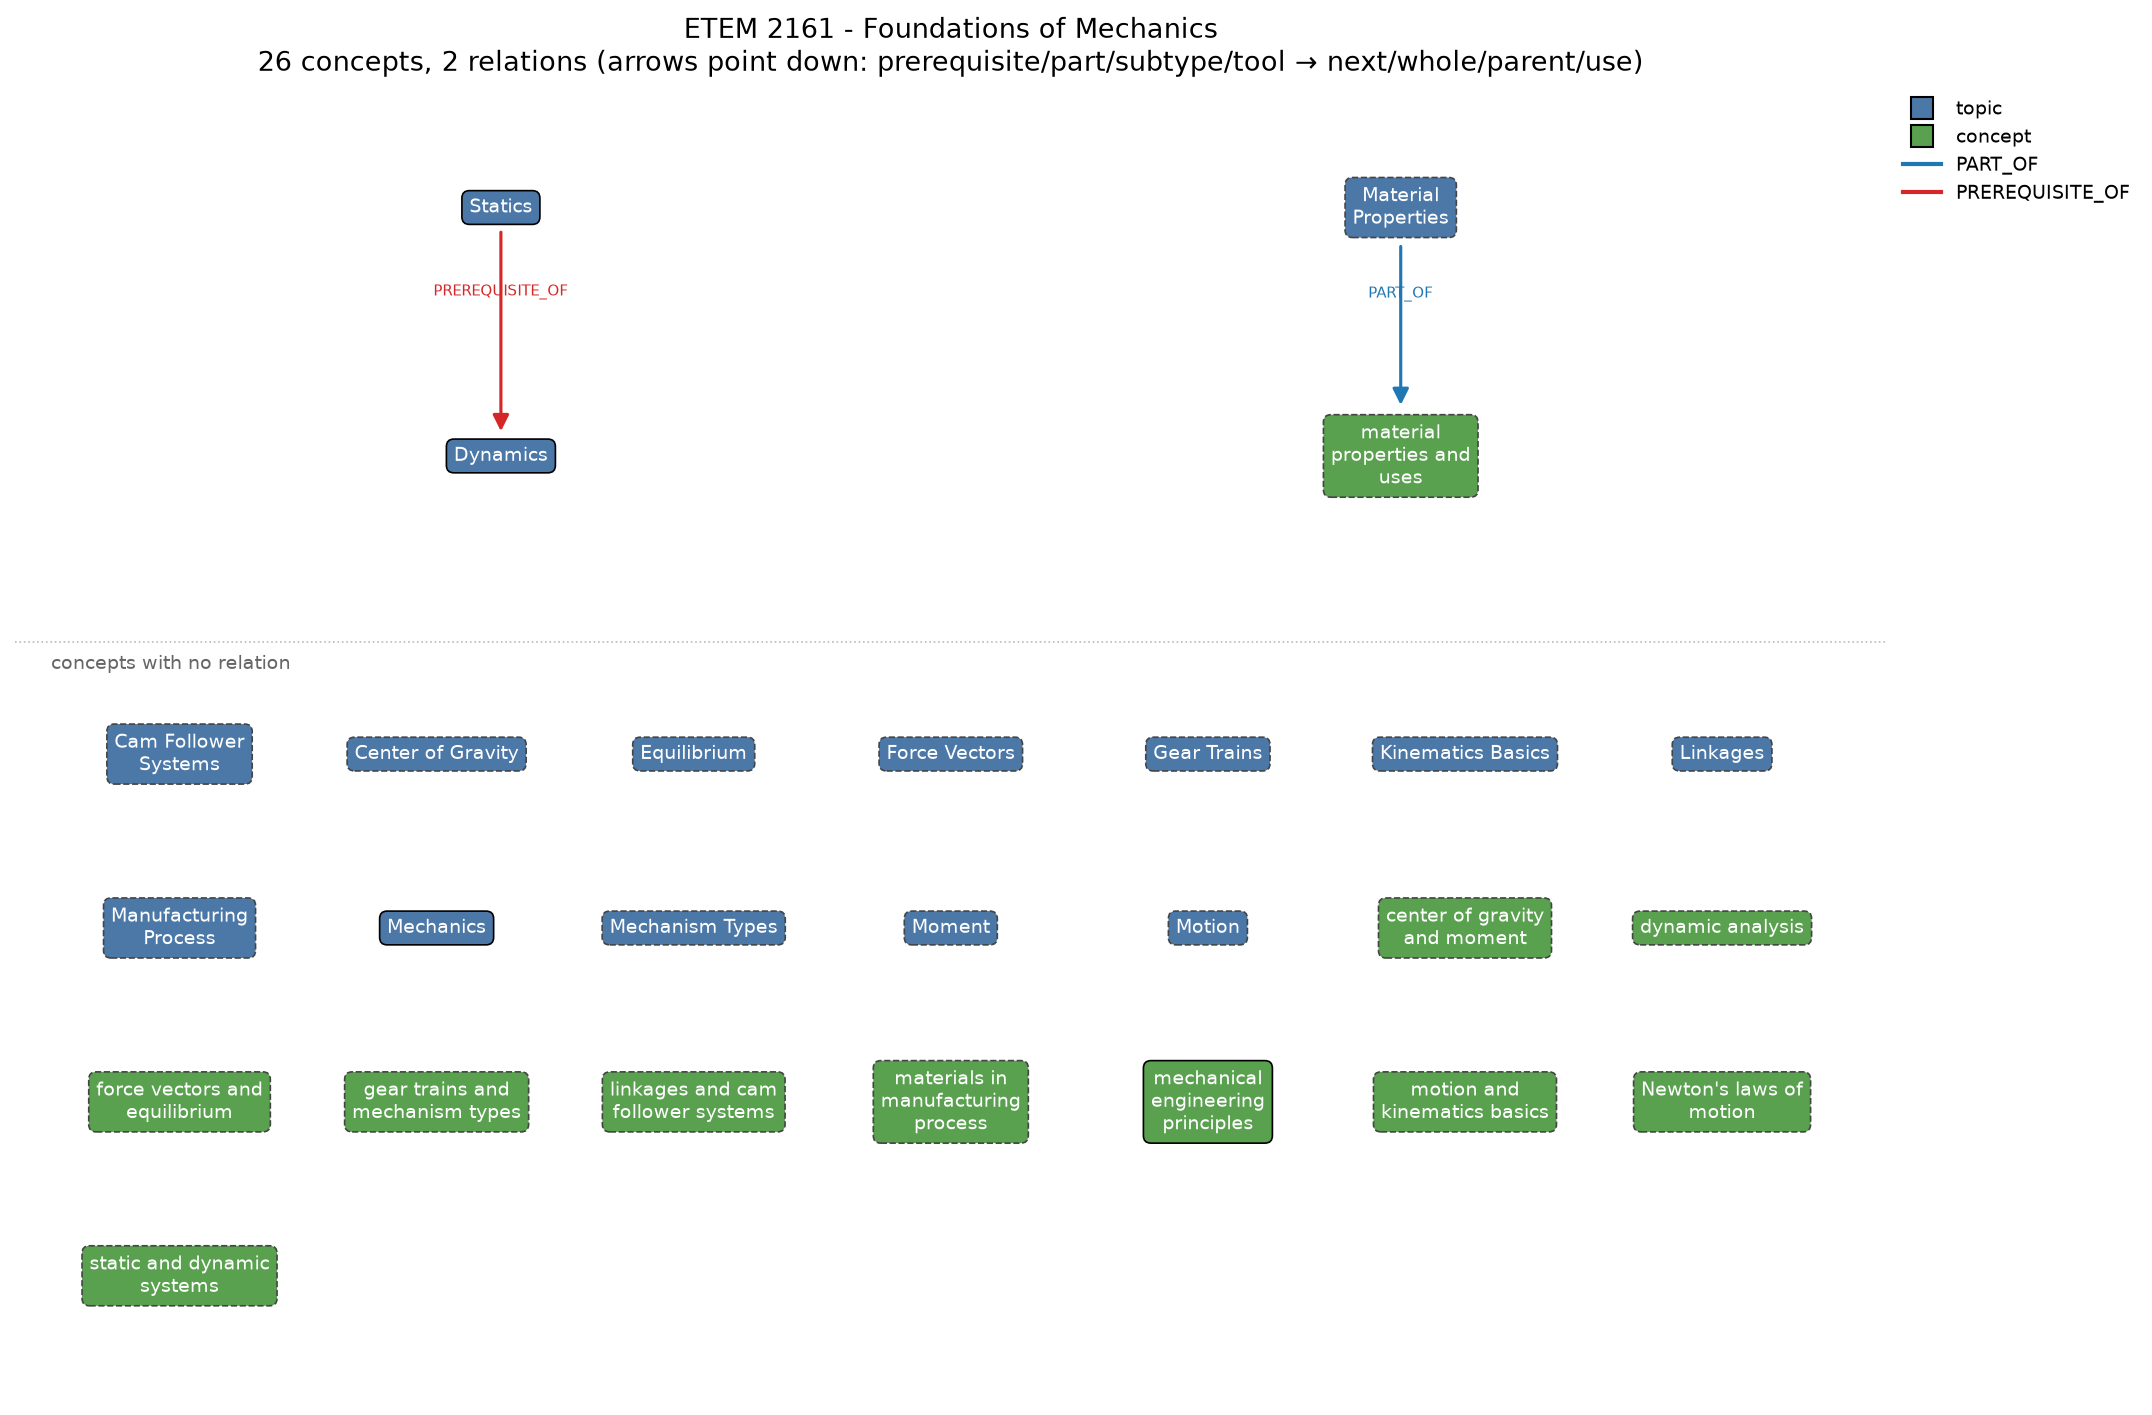 ETEM 2161 - Foundations of Mechanics
26 concepts, 2 relations (arrows point down: prerequisite/part/subtype/tool → next/whole/parent/use)
topic
concept
PART_OF
PREREQUISITE_OF
Statics
Material
Properties
PREREQUISITE_OF
PART_OF
Dynamics
material
properties and
uses
concepts with no relation
Cam Follower
Systems
Center of Gravity
Equilibrium
Force Vectors
Gear Trains
Kinematics Basics
Linkages
Manufacturing
Process
Mechanics
Mechanism Types
Moment
Motion
center of gravity
and moment
dynamic analysis
force vectors and
equilibrium
gear trains and
mechanism types
linkages and cam
follower systems
materials in
manufacturing
process
mechanical
engineering
principles
motion and
kinematics basics
Newton's laws of
motion
static and dynamic
systems